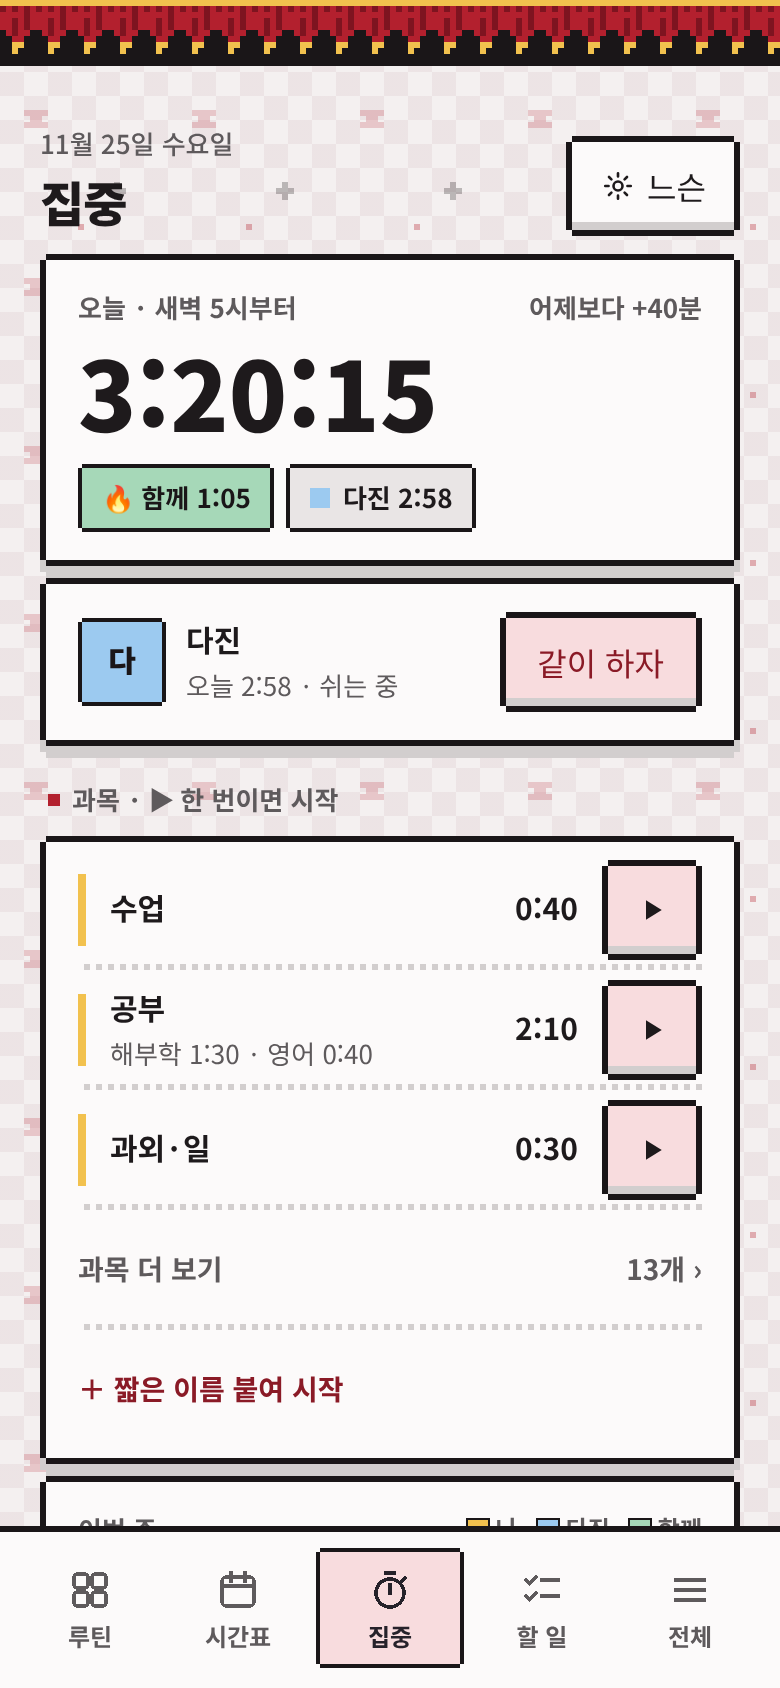 11월 25일 수요일
집중
느슨
오늘 · 새벽 5시부터
어제보다 +40분
3:20:15
🔥 함께 1:05
다진 2:58
다
다진
오늘 2:58 · 쉬는 중
같이 하자
과목 · ▶ 한 번이면 시작
수업
0:40
공부
해부학 1:30 · 영어 0:40
2:10
과외·일
0:30
과목 더 보기
13개 ›
+ 짧은 이름 붙여 시작
루틴
시간표
집중
할 일
전체